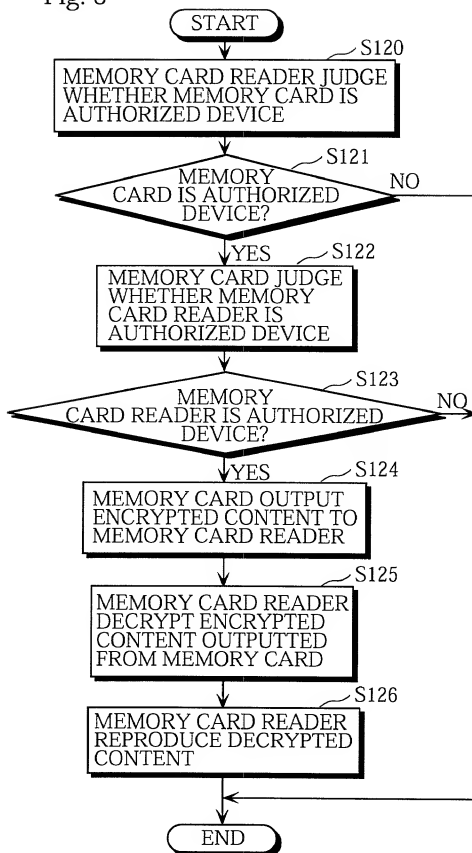 START
S120
MEMORY CARD READER JUDGE
WHETHER MEMORY CARD IS
AUTHORIZED DEVICE
S121
MEMORY
CARD IS AUTHORIZED
DEVICE?
NO
YES
S122
MEMORY CARD JUDGE
WHETHER MEMORY
CARD READER IS
AUTHORIZED DEVICE
S123
MEMORY
CARD READER IS AUTHORIZED
DEVICE?
NO
YES
S124
MEMORY CARD OUTPUT
ENCRYPTED CONTENT TO
MEMORY CARD READER
S125
MEMORY CARD READER
DECRYPT ENCRYPTED
CONTENT OUTPUTTED
FROM MEMORY CARD
S126
MEMORY CARD READER
REPRODUCE DECRYPTED
CONTENT
END